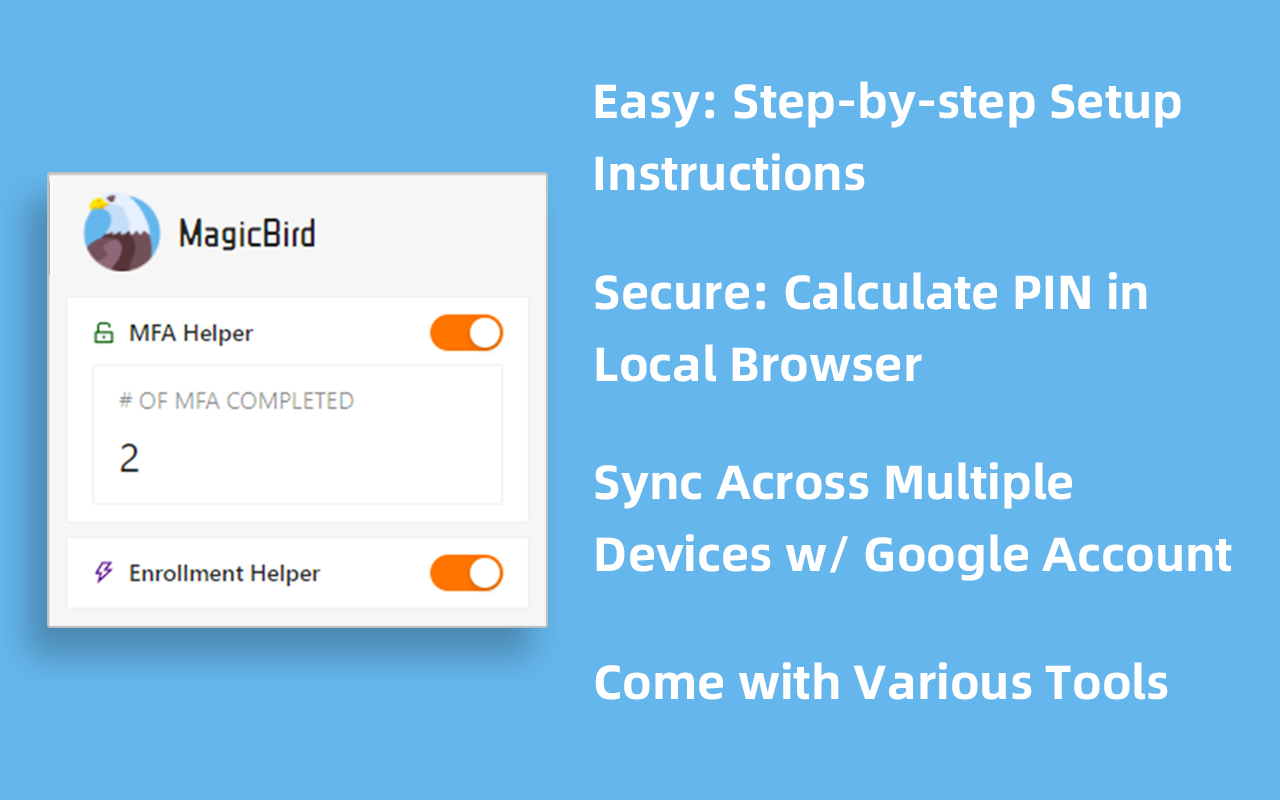 MagicBird
MFA Helper
# OF MFA COMPLETED
2
Enrollment Helper
Easy: Step-by-step Setup
Instructions
Secure: Calculate PIN in
Local Browser
Sync Across Multiple
Devices w/ Google Account
Come with Various Tools